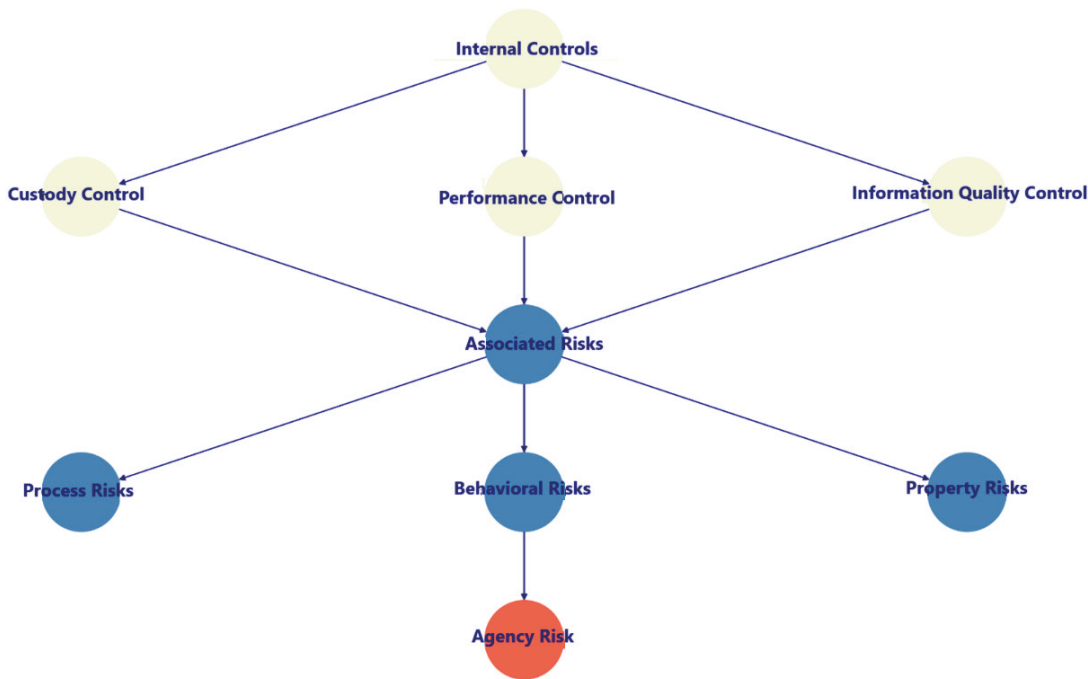 Internal Controls
Custody Control
Performance Control
Information Quality Control
Associated Risks
Process Risks
Behavioral Risks
Property Risks
Agency Risk